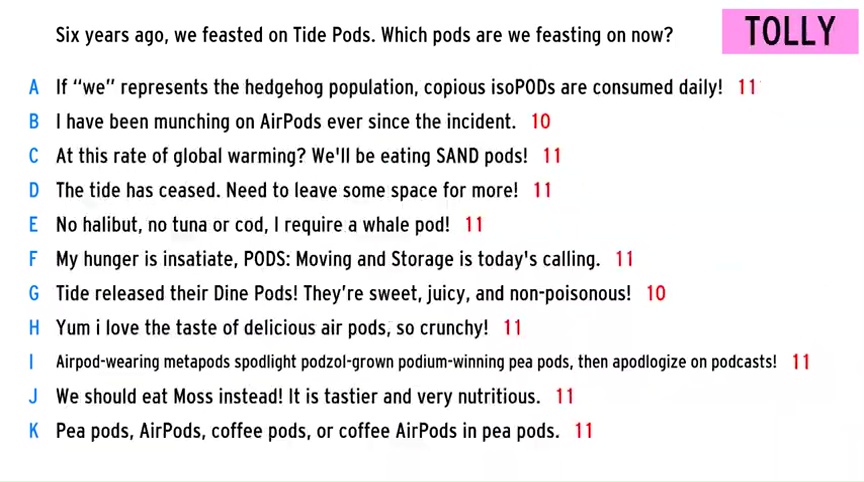 Six years ago, we feasted on Tide Pods. Which pods are we feasting on now?
TOLLY
A If “we” represents the hedgehog population, copious isoPODs are consumed daily! 11
B I have been munching on AirPods ever since the incident. 10
C At this rate of global warming? We'll be eating SAND pods! 11
D The tide has ceased. Need to leave some space for more! 11
E No halibut, no tuna or cod, I require a whale pod! 11
F My hunger is insatiate, PODS: Moving and Storage is today's calling. 11
G Tide released their Dine Pods! They’re sweet, juicy, and non-poisonous! 10
H Yum i love the taste of delicious air pods, so crunchy! 11
I Airpod-wearing metapods spodlight podzol-grown podium-winning pea pods, then apodlogize on podcasts! 11
J We should eat Moss instead! It is tastier and very nutritious. 11
K Pea pods, AirPods, coffee pods, or coffee AirPods in pea pods. 11